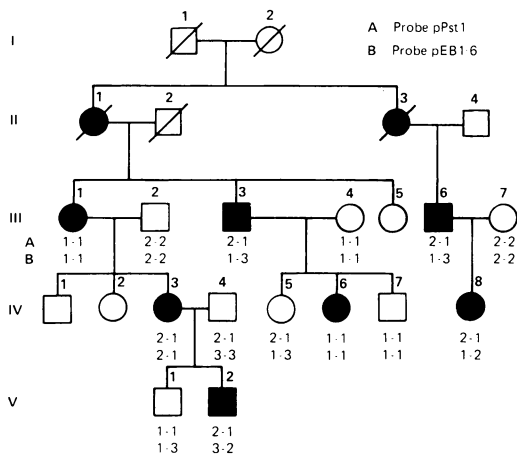 A Probe pPst1
B Probe pEB1·6
I 1 2
II 1 2 3 4
III 1 2 3 4 5 6 7
A 1·1 2·2 2·1 1·1 2·1 2·2
B 1·1 2·2 1·3 1·1 1·3 2·2
IV 1 2 3 4 5 6 7 8
2·1 2·1 2·1 1·1 1·1 2·1
2·1 3·3 1·3 1·1 1·1 1·2
V 1 2
1·1 2·1
1·3 3·2